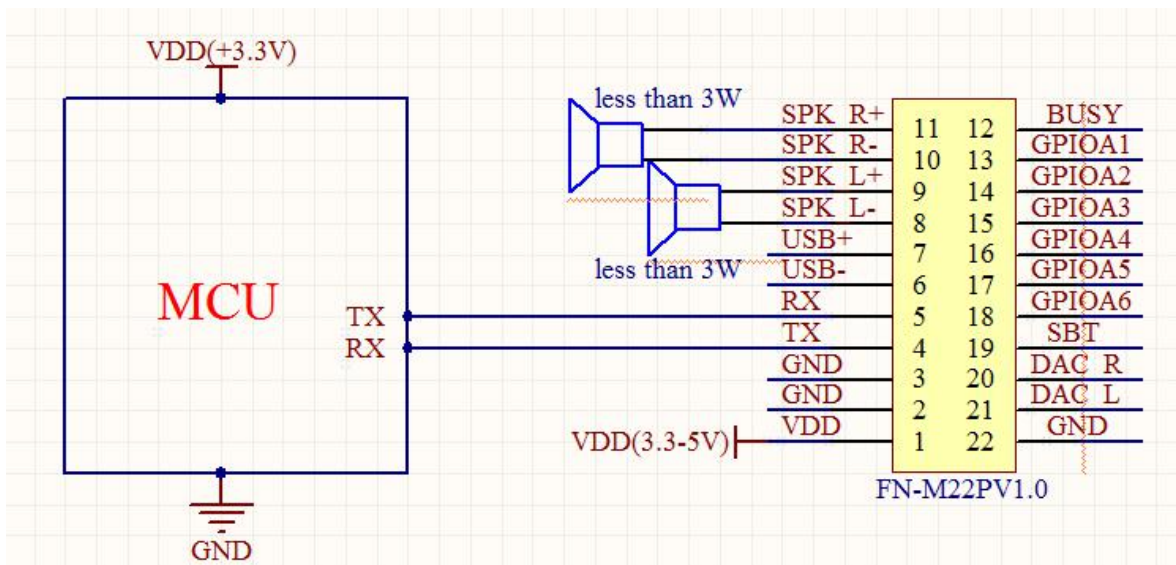 VDD(+3.3V)
MCU
TX
RX
GND
less than 3W
less than 3W
SPK R+
SPK R-
SPK L+
SPK L-
USB+
USB-
RX
TX
GND
GND
VDD
VDD(3.3-5V)
11 12
10 13
9 14
8 15
7 16
6 17
5 18
4 19
3 20
2 21
1 22
BUSY
GPIOA1
GPIOA2
GPIOA3
GPIOA4
GPIOA5
GPIOA6
SBT
DAC R
DAC L
GND
FN-M22PV1.0